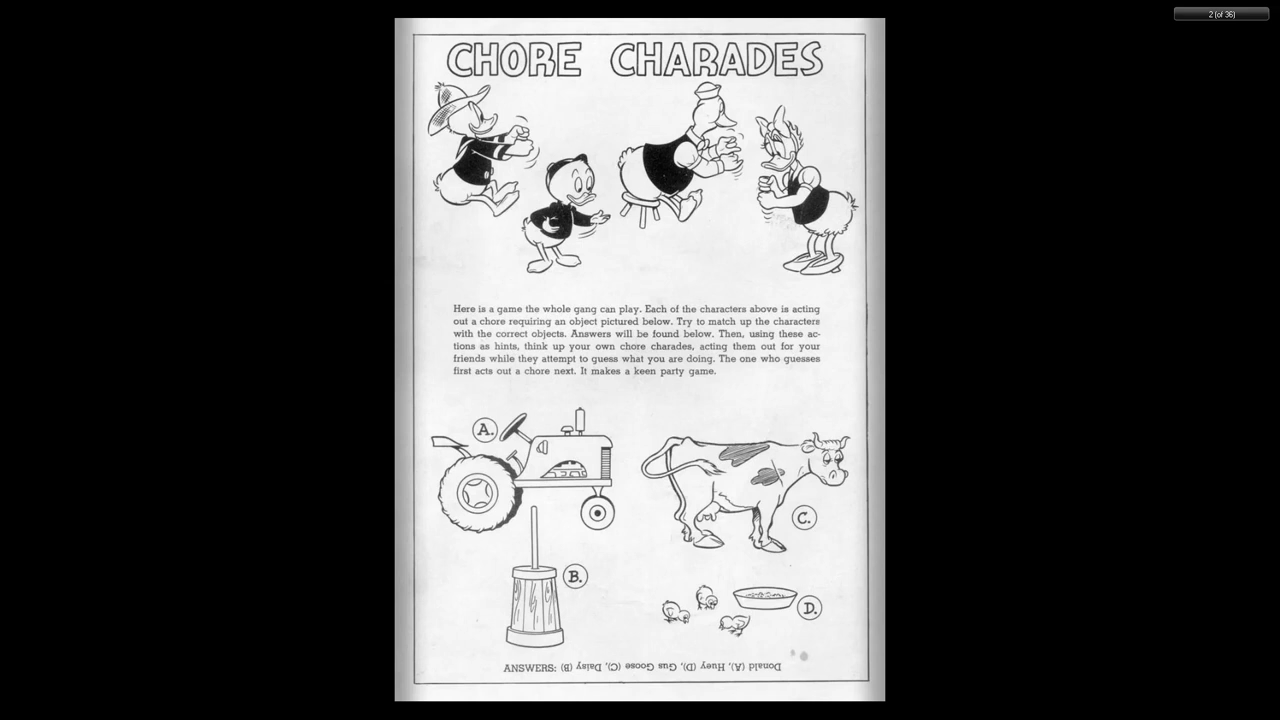 2 (of 36)
CHORE CHARADES
Here is a game the whole gang can play. Each of the characters above is acting
out a chore requiring an object pictured below. Try to match up the characters
with the correct objects. Answers will be found below. Then, using these ac-
tions as hints, think up your own chore charades, acting them out for your
friends while they attempt to guess what you are doing. The one who guesses
first acts out a chore next. It makes a keen party game.
A.
C.
B.
D.
ANSWERS: Donald (A), Huey (D), Gus Goose (C), Daisy (B)